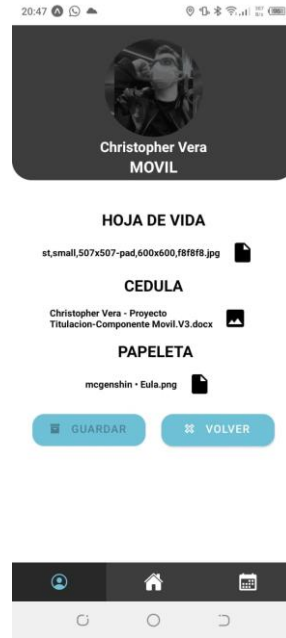 20:47
Christopher Vera
MOVIL
HOJA DE VIDA
st,small,507x507-pad,600x600,f8f8f8.jpg
CEDULA
Christopher Vera - Proyecto
Titulacion-Componente Movil.V3.docx
PAPELETA
mcgenshin • Eula.png
GUARDAR
VOLVER